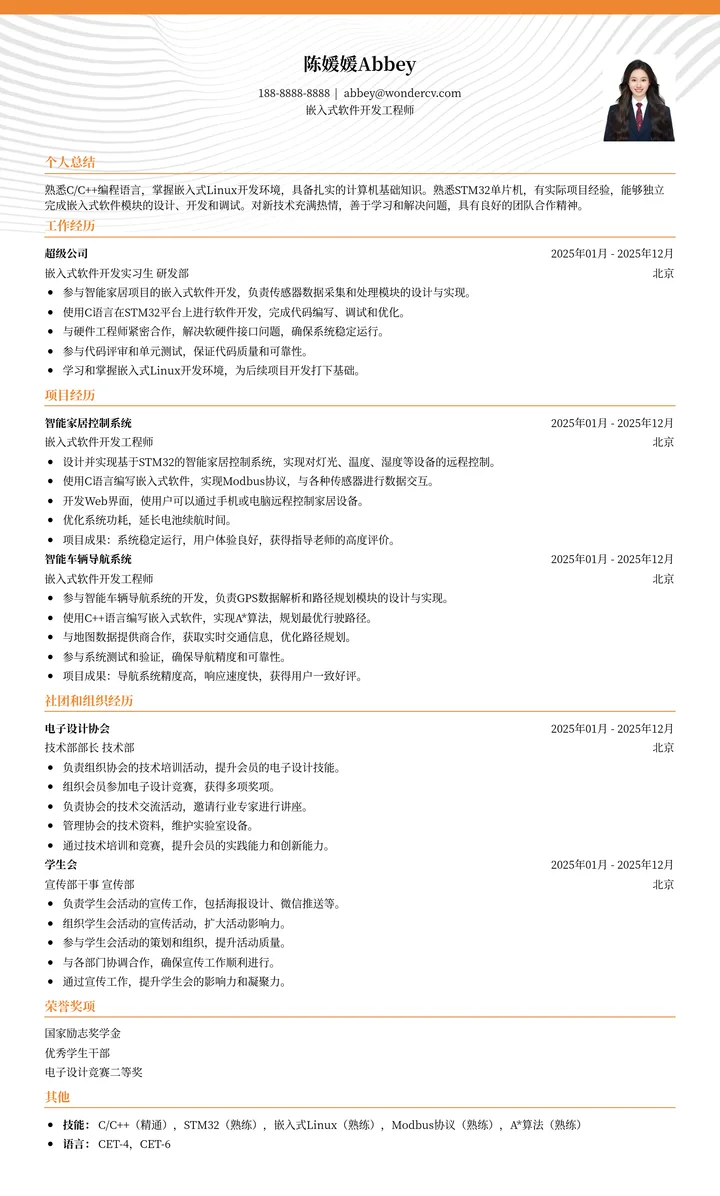 陈媛媛Abbey
188-8888-8888 | abbey@wondercv.com
嵌入式软件开发工程师
个人总结
熟悉C/C++编程语言，掌握嵌入式Linux开发环境，具备扎实的计算机基础知识。熟悉STM32单片机，有实际项目经验，能够独立
完成嵌入式软件模块的设计、开发和调试。对新技术充满热情，善于学习和解决问题，具有良好的团队合作精神。
工作经历
超级公司 2025年01月 - 2025年12月
嵌入式软件开发实习生 研发部 北京
• 参与智能家居项目的嵌入式软件开发，负责传感器数据采集和处理模块的设计与实现。
• 使用C语言在STM32平台上进行软件开发，完成代码编写、调试和优化。
• 与硬件工程师紧密合作，解决软硬件接口问题，确保系统稳定运行。
• 参与代码评审和单元测试，保证代码质量和可靠性。
• 学习和掌握嵌入式Linux开发环境，为后续项目开发打下基础。
项目经历
智能家居控制系统 2025年01月 - 2025年12月
嵌入式软件开发工程师 北京
• 设计并实现基于STM32的智能家居控制系统，实现对灯光、温度、湿度等设备的远程控制。
• 使用C语言编写嵌入式软件，实现Modbus协议，与各种传感器进行数据交互。
• 开发Web界面，使用户可以通过手机或电脑远程控制家居设备。
• 优化系统功耗，延长电池续航时间。
• 项目成果：系统稳定运行，用户体验良好，获得指导老师的高度评价。
智能车辆导航系统 2025年01月 - 2025年12月
嵌入式软件开发工程师 北京
• 参与智能车辆导航系统的开发，负责GPS数据解析和路径规划模块的设计与实现。
• 使用C++语言编写嵌入式软件，实现A*算法，规划最优行驶路径。
• 与地图数据提供商合作，获取实时交通信息，优化路径规划。
• 参与系统测试和验证，确保导航精度和可靠性。
• 项目成果：导航系统精度高，响应速度快，获得用户一致好评。
社团和组织经历
电子设计协会 2025年01月 - 2025年12月
技术部部长 技术部 北京
• 负责组织协会的技术培训活动，提升会员的电子设计技能。
• 组织会员参加电子设计竞赛，获得多项奖项。
• 负责协会的技术交流活动，邀请行业专家进行讲座。
• 管理协会的技术资料，维护实验室设备。
• 通过技术培训和竞赛，提升会员的实践能力和创新能力。
学生会 2025年01月 - 2025年12月
宣传部干事 宣传部 北京
• 负责学生会活动的宣传工作，包括海报设计、微信推送等。
• 组织学生会活动的宣传活动，扩大活动影响力。
• 参与学生会活动的策划和组织，提升活动质量。
• 与各部门协调合作，确保宣传工作顺利进行。
• 通过宣传工作，提升学生会的影响力和凝聚力。
荣誉奖项
国家励志奖学金
优秀学生干部
电子设计竞赛二等奖
其他
• 技能： C/C++（精通），STM32（熟练），嵌入式Linux（熟练），Modbus协议（熟练），A*算法（熟练）
• 语言： CET-4，CET-6